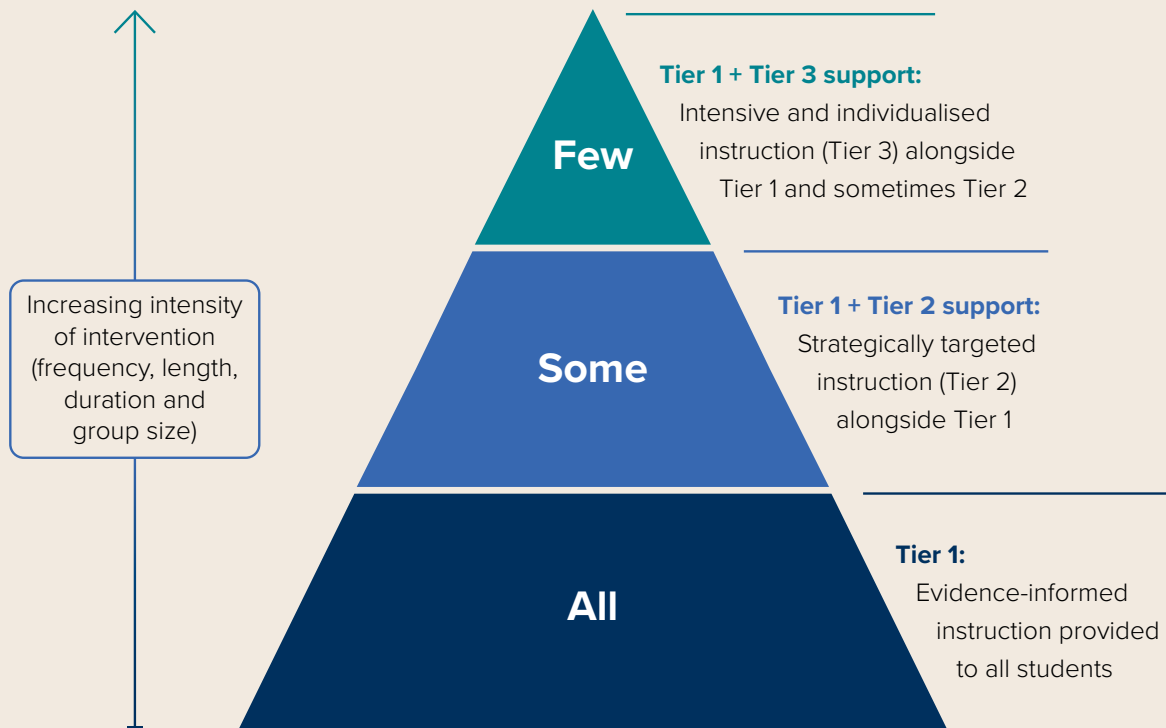 Few
Tier 1 + Tier 3 support:
Intensive and individualised
instruction (Tier 3) alongside
Tier 1 and sometimes Tier 2
Increasing intensity
of intervention
(frequency, length,
duration and
group size)
Some
Tier 1 + Tier 2 support:
Strategically targeted
instruction (Tier 2)
alongside Tier 1
All
Tier 1:
Evidence-informed
instruction provided
to all students